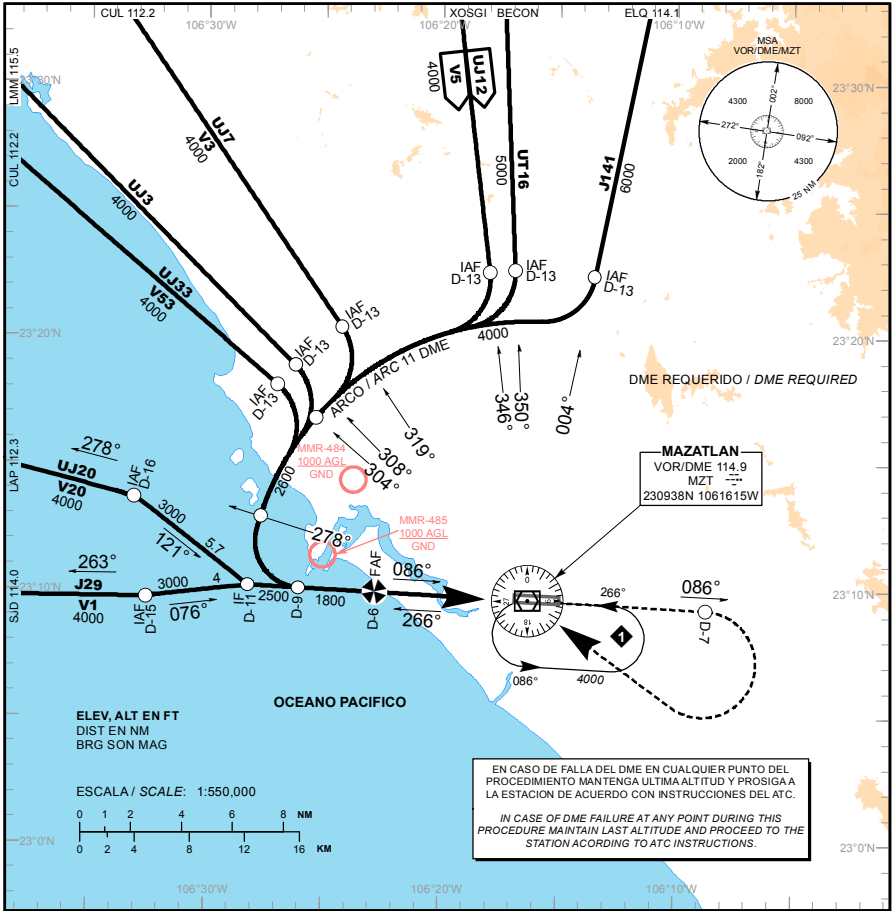 CUL 112.2
106°30'W
106°20'W
XOSGI
BECON
ELQ 114.1
106°10'W
LMM 115.5
23°30'N
CUL 112.2
UJ7
V3
4000
UJ3
4000
UJ33
V53
4000
V5
UJ12
4000
UT16
5000
J141
6000
MSA
VOR/DME/MZT
4300
8000
2000
4300
002°
092°
182°
272°
25 NM
23°30'N
IAF
D-13
IAF
D-13
IAF
D-13
IAF
D-13
IAF
D-13
IAF
D-13
23°20'N
23°20'N
ARCO / ARC 11 DME
4000
346°
350°
004°
319°
308°
304°
DME REQUERIDO / DME REQUIRED
MMR-484
1000 AGL
GND
2600
MAZATLAN
VOR/DME 114.9
MZT
230938N 1061615W
LAP 112.3
278°
UJ20
V20
4000
IAF
D-16
3000
5.7
121°
278°
MMR-485
1000 AGL
GND
23°10'N
23°10'N
SJD 114.0
263°
J29
V1
4000
IAF
D-15
3000
4
076°
IF
D-11
2500
D-9
1800
FAF
D-6
086°
266°
0
9
18
27
266°
086°
D-7
1
086°
4000
OCEANO PACIFICO
ELEV, ALT EN FT
DIST EN NM
BRG SON MAG
ESCALA / SCALE: 1:550,000
0 1 2 4 6 8 NM
0 2 4 8 12 16 KM
EN CASO DE FALLA DEL DME EN CUALQUIER PUNTO DEL
PROCEDIMIENTO MANTENGA ULTIMA ALTITUD Y PROSIGA A
LA ESTACION DE ACUERDO CON INSTRUCCIONES DEL ATC.
IN CASE OF DME FAILURE AT ANY POINT DURING THIS
PROCEDURE MAINTAIN LAST ALTITUDE AND PROCEED TO THE
STATION ACORDING TO ATC INSTRUCTIONS.
23°0'N
23°0'N
106°30'W
106°20'W
106°10'W